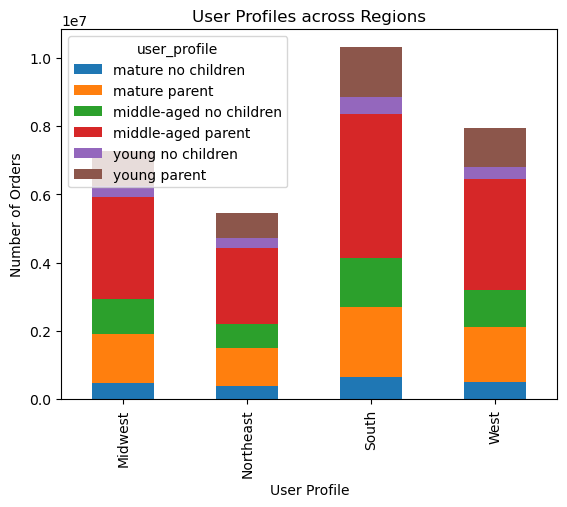 User Profiles across Regions
1e7
user_profile
mature no children
mature parent
middle-aged no children
middle-aged parent
young no children
young parent
Number of Orders
1.0
0.8
0.6
0.4
0.2
0.0
Midwest
Northeast
South
West
User Profile